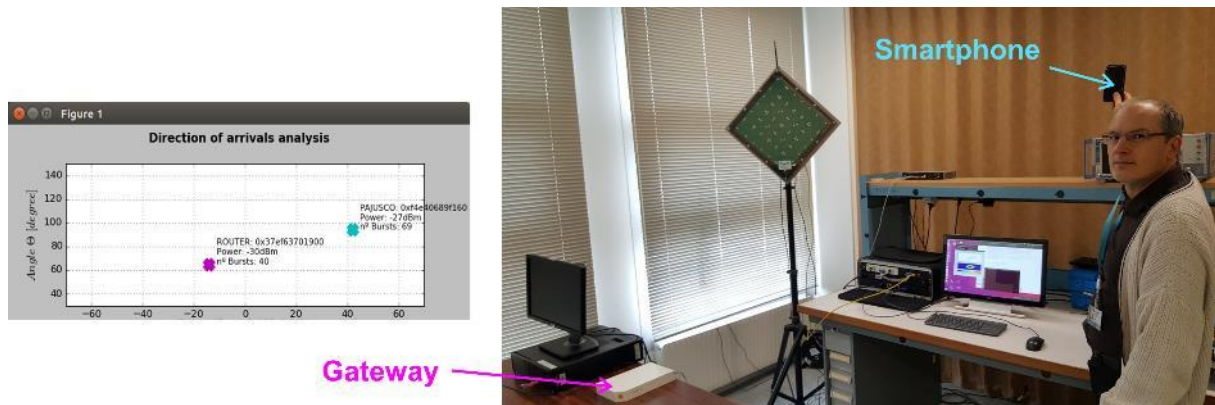 Figure 1
Direction of arrivals analysis
Angle Θ [degree]
140
120
100
80
60
40
PAJUSCO: 0xf4e40689f160
Power: -27dBm
nº Bursts: 69
ROUTER: 0x37ef63701900
Power: -30dBm
nº Bursts: 40
−60
−40
−20
0
20
40
60
Smartphone
Gateway